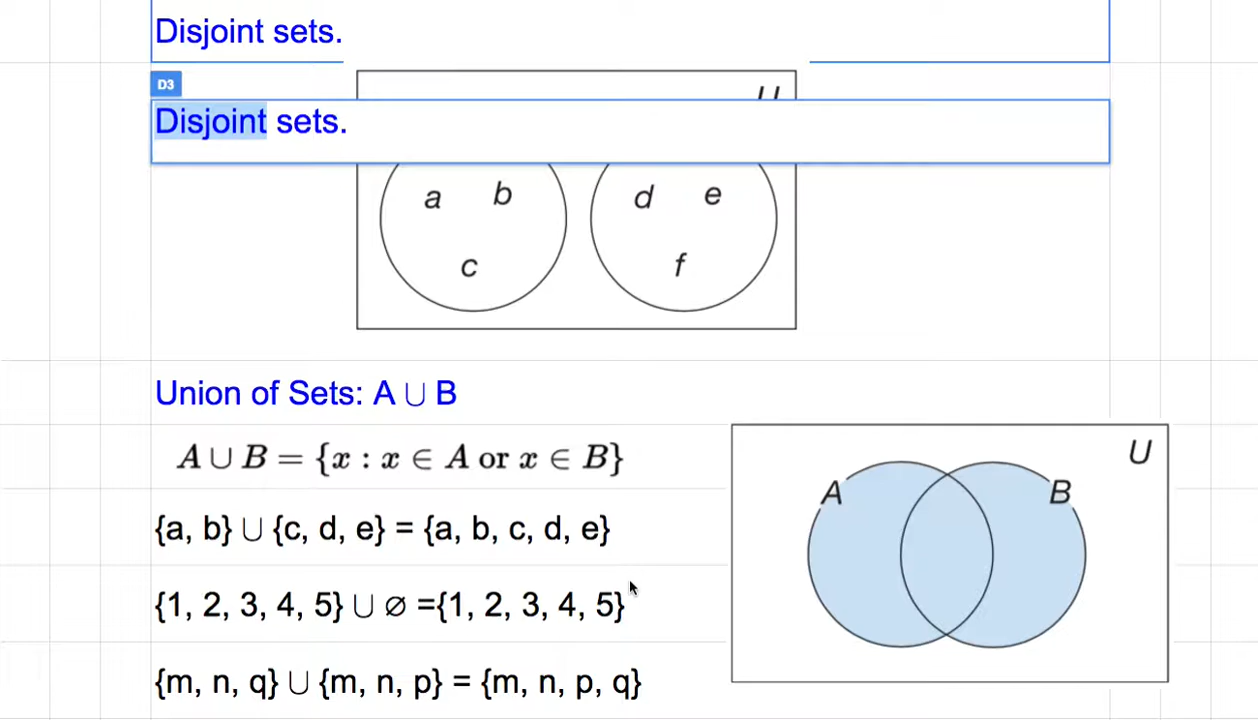 Disjoint sets.
D3
U
Disjoint sets.
a b d e
c f
Union of Sets: A ∪ B
A ∪ B = {x : x ∈ A or x ∈ B}
U
A B
{a, b} ∪ {c, d, e} = {a, b, c, d, e}
{1, 2, 3, 4, 5} ∪ ∅ ={1, 2, 3, 4, 5}
{m, n, q} ∪ {m, n, p} = {m, n, p, q}